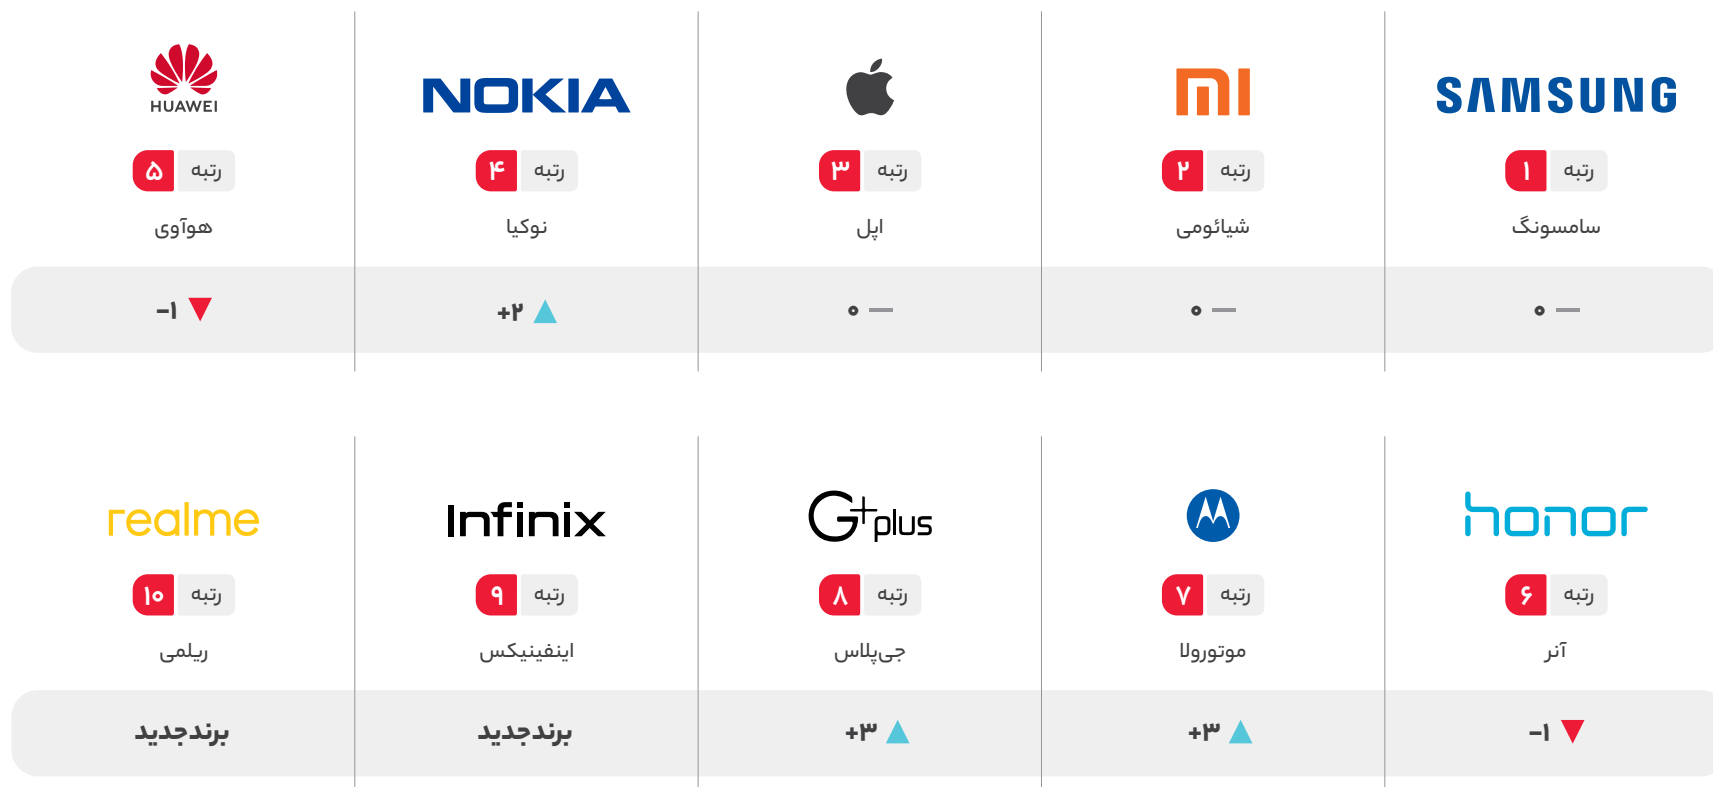 SAMSUNG
رتبه ۱
سامسونگ
۰
mi
رتبه ۲
شیائومی
۰
رتبه ۳
اپل
۰
NOKIA
رتبه ۴
نوکیا
+۲
HUAWEI
رتبه ۵
هوآوی
-۱
honor
رتبه ۶
آنر
-۱
رتبه ۷
موتورولا
+۳
G+plus
رتبه ۸
جی‌پلاس
+۳
Infinix
رتبه ۹
اینفینیکس
برندجدید
realme
رتبه ۱۰
ریلمی
برندجدید